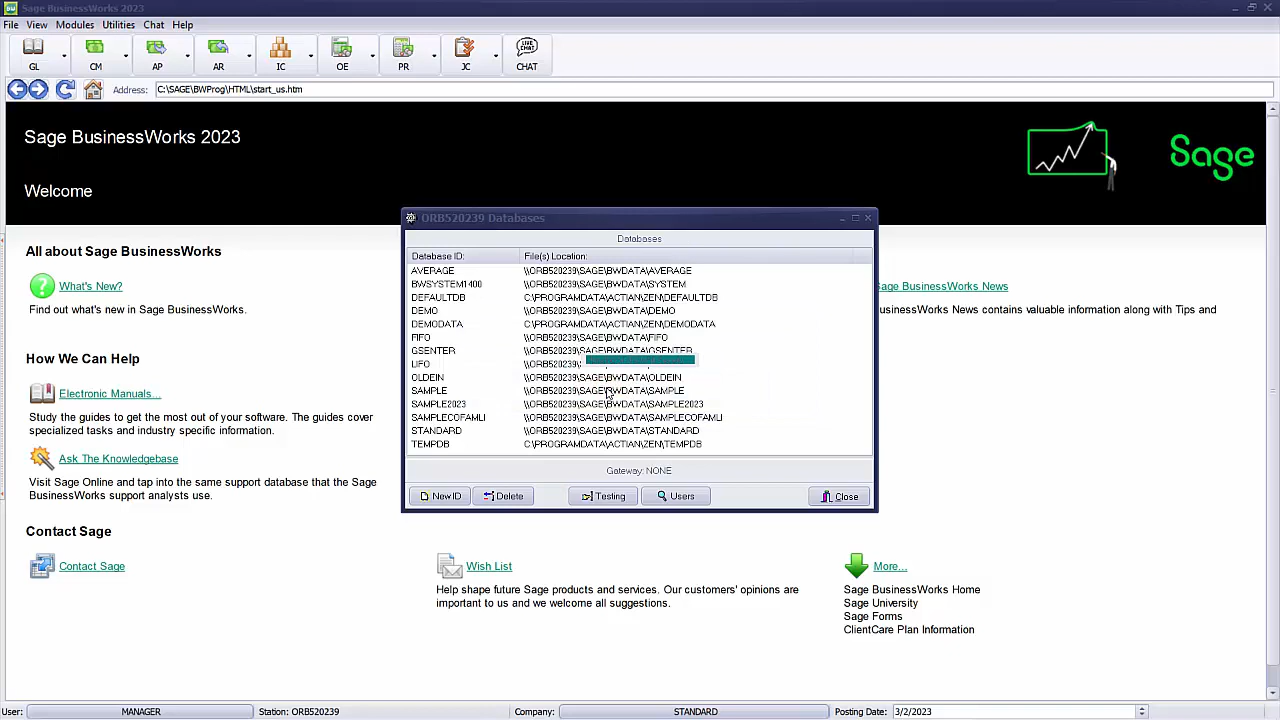 Sage BusinessWorks 2023
File View Modules Utilities Chat Help
GL CM AP AR IC OE PR JC CHAT
LIVE CHAT
Address: C:\SAGE\BWProg\HTML\start_us.htm
Sage BusinessWorks 2023
Welcome
Sage
All about Sage BusinessWorks
What's New?
Find out what's new in Sage BusinessWorks.
Sage BusinessWorks News
usinessWorks News contains valuable information along with Tips and
How We Can Help
Electronic Manuals...
Study the guides to get the most out of your software. The guides cover
specialized tasks and industry specific information.
Ask The Knowledgebase
Visit Sage Online and tap into the same support database that the Sage
BusinessWorks support analysts use.
Contact Sage
Contact Sage
Wish List
Help shape future Sage products and services. Our customers' opinions are
important to us and we welcome all suggestions.
More...
Sage BusinessWorks Home
Sage University
Sage Forms
ClientCare Plan Information
ORB520239 Databases
Databases
Database ID: File(s) Location:
AVERAGE \\ORB520239\SAGE\BWDATA\AVERAGE
BWSYSTEM1400 \\ORB520239\SAGE\BWDATA\SYSTEM
DEFAULTDB C:\PROGRAMDATA\ACTIAN\ZEN\DEFAULTDB
DEMO \\ORB520239\SAGE\BWDATA\DEMO
DEMODATA C:\PROGRAMDATA\ACTIAN\ZEN\DEMODATA
FIFO \\ORB520239\SAGE\BWDATA\FIFO
GSENTER \\ORB520239\SAGE\BWDATA\GSENTER
LIFO \\ORB520239\
OLDEIN \\ORB520239\SAGE\BWDATA\OLDEIN
SAMPLE \\ORB520239\SAGE\BWDATA\SAMPLE
SAMPLE2023 \\ORB520239\SAGE\BWDATA\SAMPLE2023
SAMPLECOFAMLI \\ORB520239\SAGE\BWDATA\SAMPLECOFAMLI
STANDARD \\ORB520239\SAGE\BWDATA\STANDARD
TEMPDB C:\PROGRAMDATA\ACTIAN\ZEN\TEMPDB
Gateway: NONE
New ID Delete Testing Users Close
User: MANAGER Station: ORB520239 Company: STANDARD Posting Date: 3/2/2023